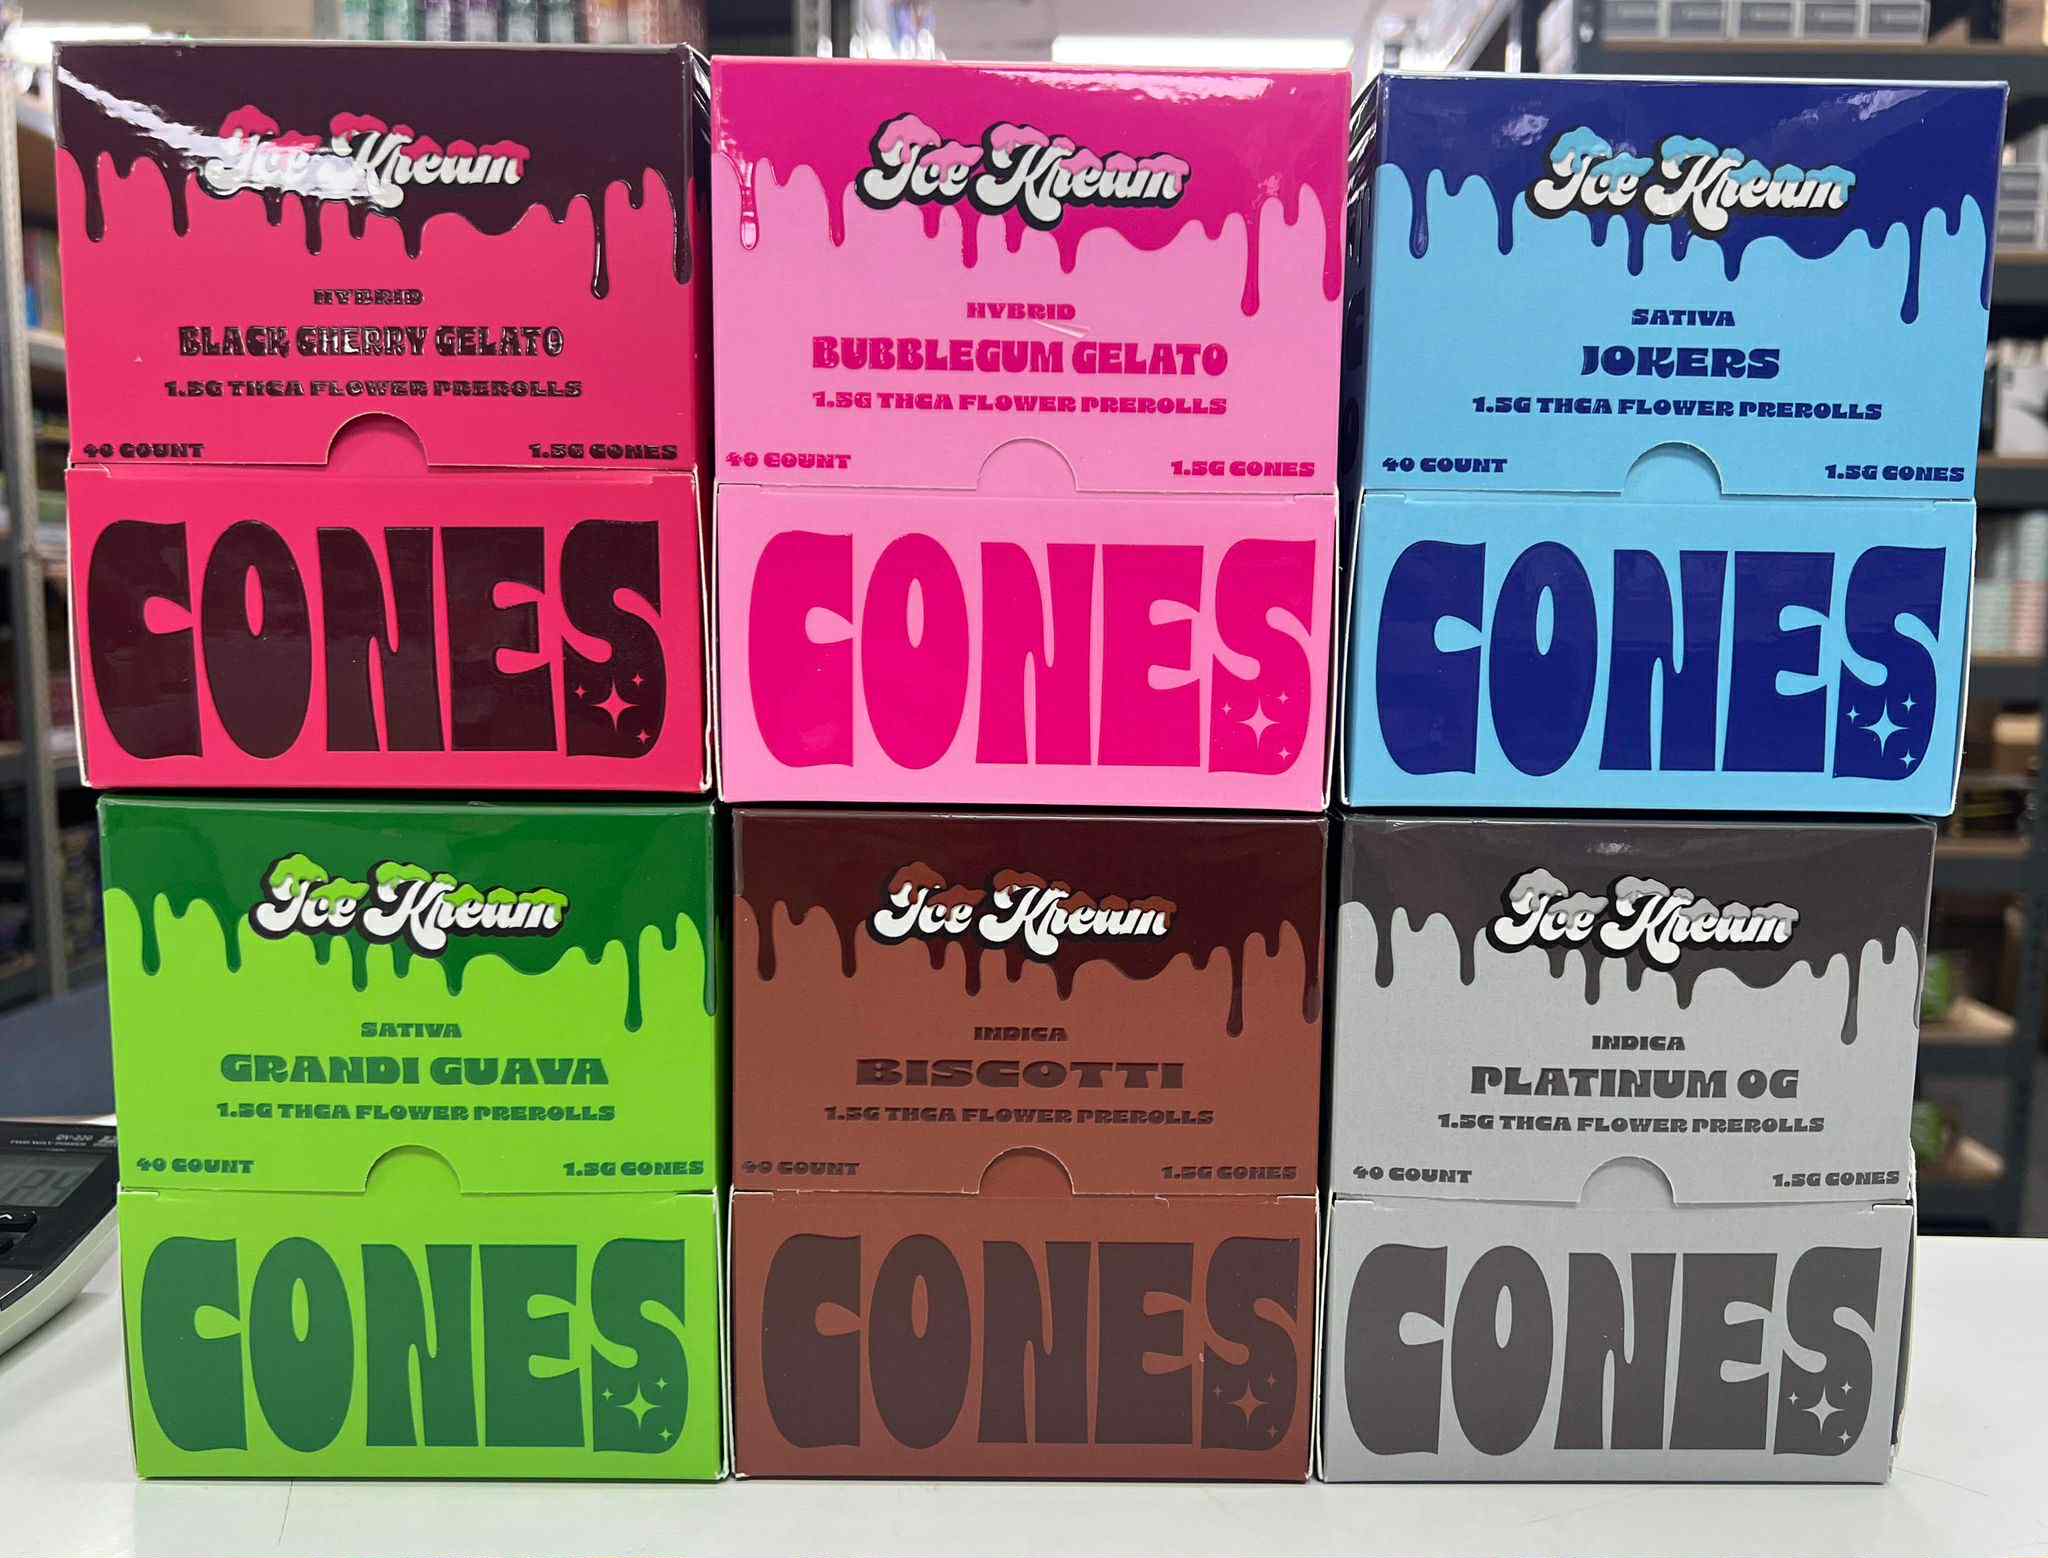 Ice Kream
HYBRID
BLACK CHERRY GELATO
1.5G THCA FLOWER PREROLLS
40 COUNT
1.5G CONES
CONES
Ice Kream
HYBRID
BUBBLEGUM GELATO
1.5G THCA FLOWER PREROLLS
40 COUNT
1.5G CONES
CONES
Ice Kream
SATIVA
JOKERS
1.5G THCA FLOWER PREROLLS
40 COUNT
1.5G CONES
CONES
Ice Kream
SATIVA
GRANDI GUAVA
1.5G THCA FLOWER PREROLLS
40 COUNT
1.5G CONES
CONES
Ice Kream
INDICA
BISCOTTI
1.5G THCA FLOWER PREROLLS
40 COUNT
1.5G CONES
CONES
Ice Kream
INDICA
PLATINUM OG
1.5G THCA FLOWER PREROLLS
40 COUNT
1.5G CONES
CONES